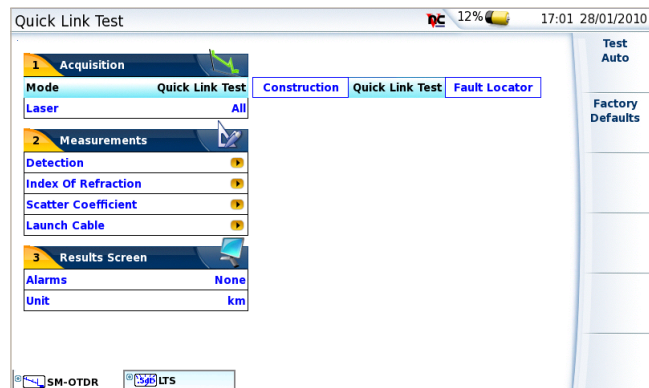 Quick Link Test 12% 17:01 28/01/2010
Test
Auto
Factory
Defaults
1 Acquisition
Mode Quick Link Test Construction Quick Link Test Fault Locator
Laser All
2 Measurements
Detection
Index Of Refraction
Scatter Coefficient
Launch Cable
3 Results Screen
Alarms None
Unit km
SM-OTDR .5dB LTS